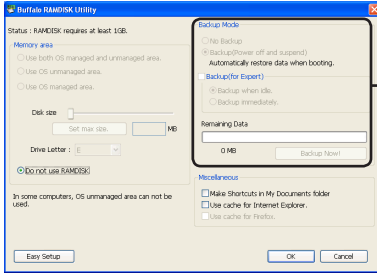 Buffalo RAMDISK Utility
Status : RAMDISK requires at least 1GB.
Memory area
Use both OS managed and unmanaged area.
Use OS unmanaged area.
Use OS managed area.
Disk size
Set max size.
MB
Drive Letter :
E
Do not use RAMDISK
In some computers, OS unmanaged area can not be
used.
Easy Setup
Backup Mode
No Backup
Backup(Power off and suspend)
Automatically restore data when booting.
Backup(for Expert)
Backup when idle.
Backup immediately.
Remaining Data
0 MB
Backup Now!
Miscellaneous
Make Shortcuts in My Documents folder
Use cache for Internet Explorer.
Use cache for Firefox.
OK
Cancel